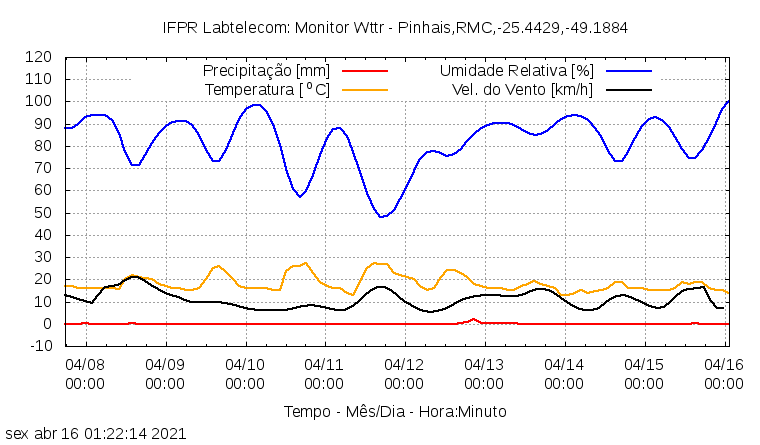 IFPR Labtelecom: Monitor Wttr - Pinhais,RMC,-25.4429,-49.1884
120
110
100
90
80
70
60
50
40
30
20
10
0
-10
Precipitação [mm]
Temperatura [⁰C]
Umidade Relativa [%]
Vel. do Vento [km/h]
04/08 04/09 04/10 04/11 04/12 04/13 04/14 04/15 04/16
00:00 00:00 00:00 00:00 00:00 00:00 00:00 00:00 00:00
Tempo - Mês/Dia - Hora:Minuto
sex abr 16 01:22:14 2021